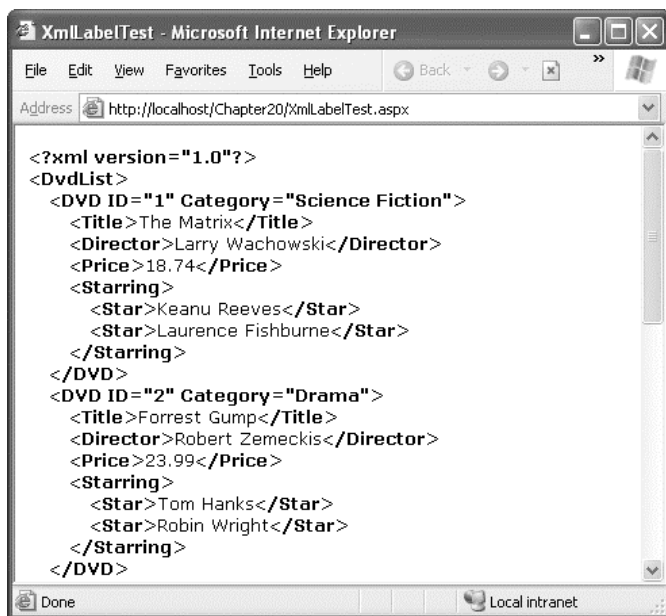 XmlLabelTest - Microsoft Internet Explorer
File Edit View Favorites Tools Help Back »
Address http://localhost/Chapter20/XmlLabelTest.aspx
<?xml version="1.0"?>
<DvdList>
<DVD ID="1" Category="Science Fiction">
<Title>The Matrix</Title>
<Director>Larry Wachowski</Director>
<Price>18.74</Price>
<Starring>
<Star>Keanu Reeves</Star>
<Star>Laurence Fishburne</Star>
</Starring>
</DVD>
<DVD ID="2" Category="Drama">
<Title>Forrest Gump</Title>
<Director>Robert Zemeckis</Director>
<Price>23.99</Price>
<Starring>
<Star>Tom Hanks</Star>
<Star>Robin Wright</Star>
</Starring>
</DVD>
Done Local intranet